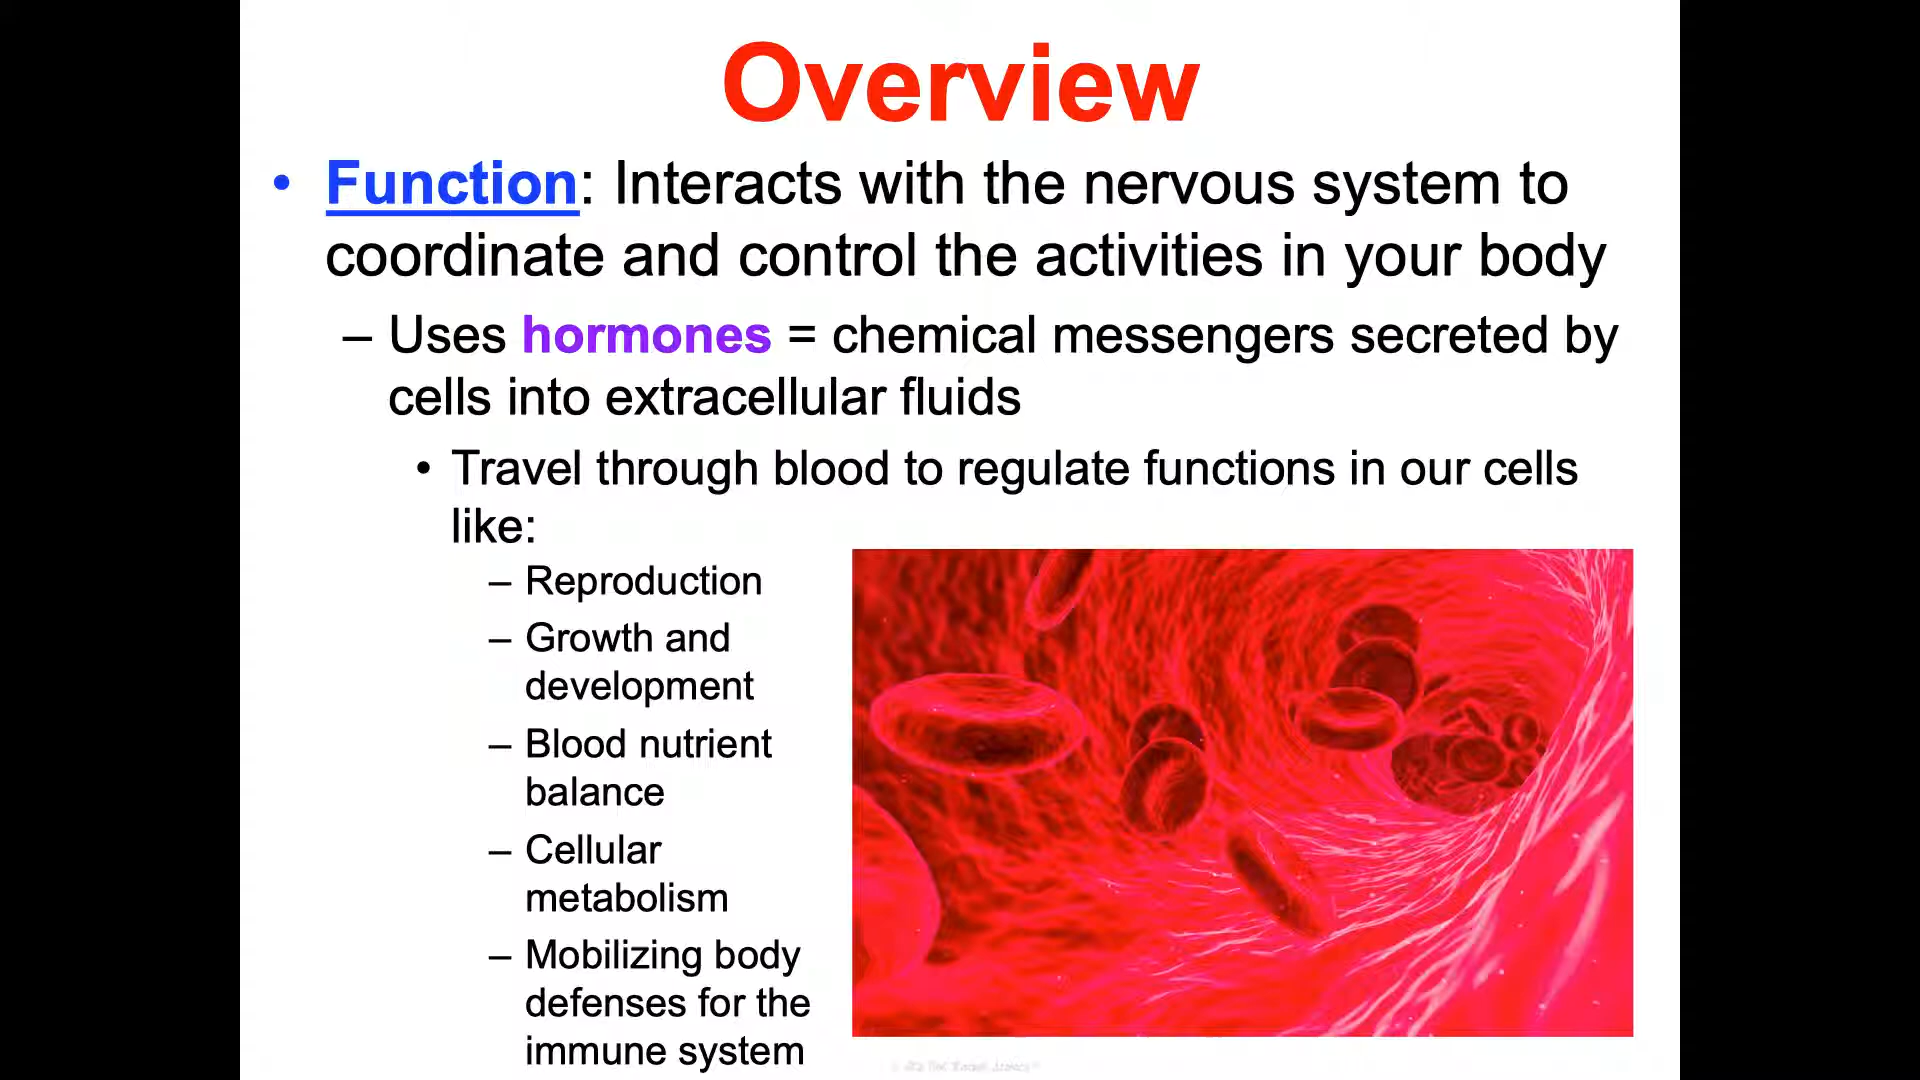 Overview
• Function: Interacts with the nervous system to
coordinate and control the activities in your body
– Uses hormones = chemical messengers secreted by
cells into extracellular fluids
• Travel through blood to regulate functions in our cells
like:
– Reproduction
– Growth and
development
– Blood nutrient
balance
– Cellular
metabolism
– Mobilizing body
defenses for the
immune system